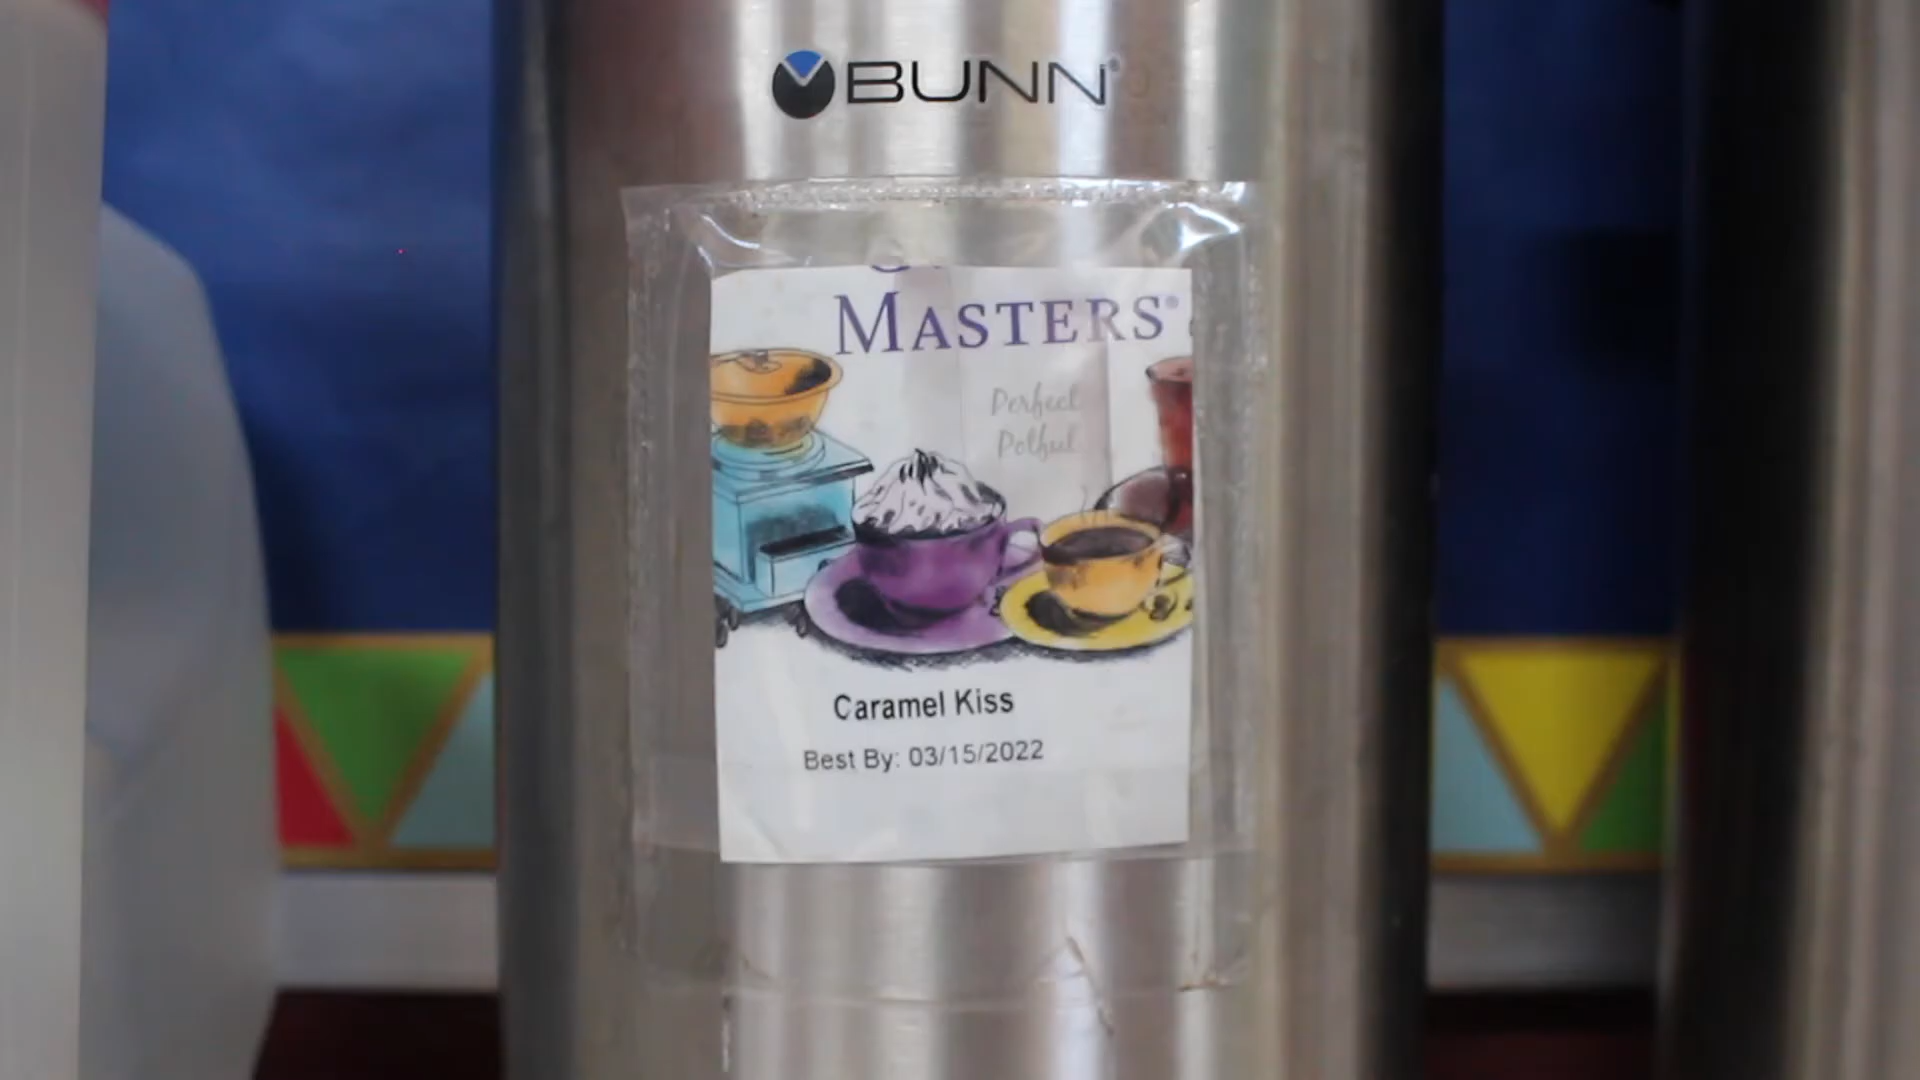 BUNN®
MASTERS®
Perfect
Potful
Caramel Kiss
Best By: 03/15/2022